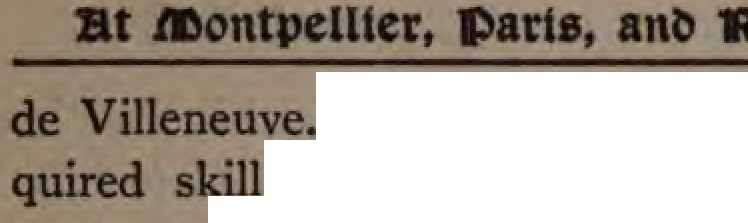 At Montpellier, Paris, and
de Villeneuve.
quired skill